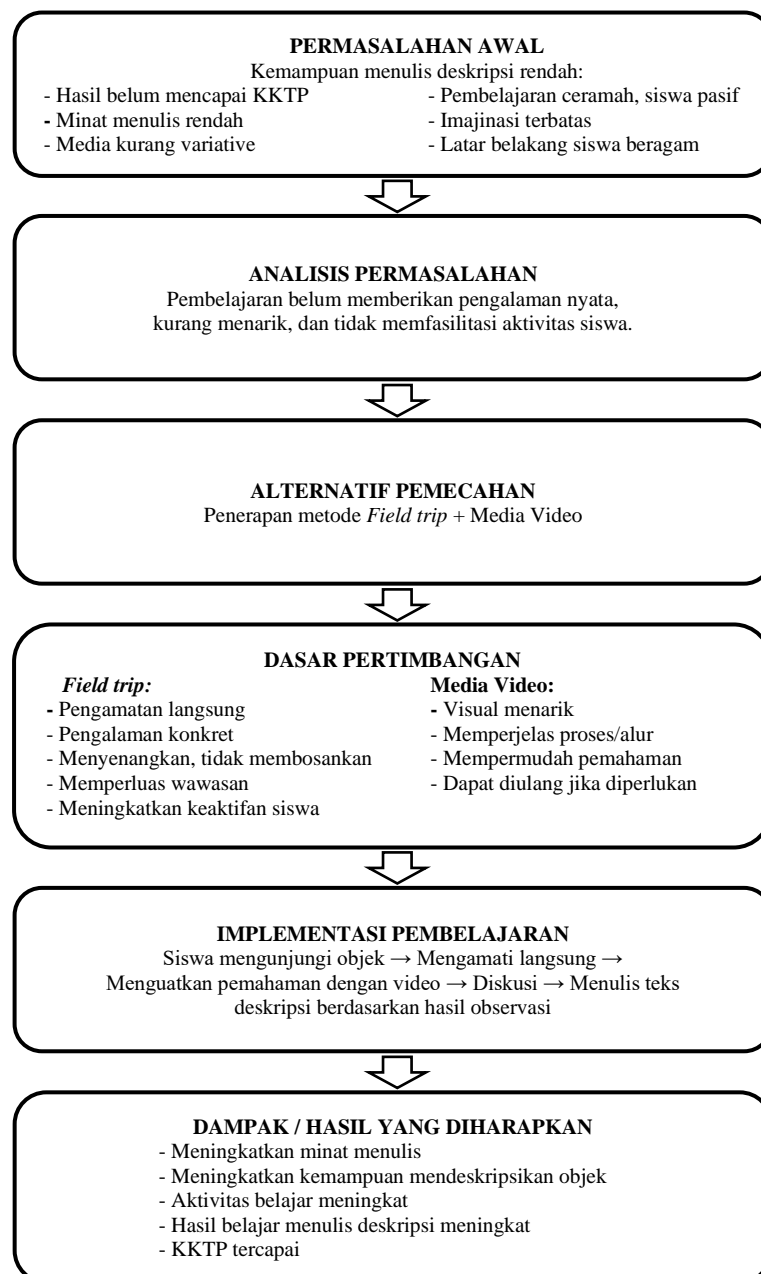 PERMASALAHAN AWAL
Kemampuan menulis deskripsi rendah:
- Hasil belum mencapai KKTP
- Minat menulis rendah
- Media kurang variative
- Pembelajaran ceramah, siswa pasif
- Imajinasi terbatas
- Latar belakang siswa beragam
ANALISIS PERMASALAHAN
Pembelajaran belum memberikan pengalaman nyata,
kurang menarik, dan tidak memfasilitasi aktivitas siswa.
ALTERNATIF PEMECAHAN
Penerapan metode Field trip + Media Video
DASAR PERTIMBANGAN
Field trip:
- Pengamatan langsung
- Pengalaman konkret
- Menyenangkan, tidak membosankan
- Memperluas wawasan
- Meningkatkan keaktifan siswa
Media Video:
- Visual menarik
- Memperjelas proses/alur
- Mempermudah pemahaman
- Dapat diulang jika diperlukan
IMPLEMENTASI PEMBELAJARAN
Siswa mengunjungi objek → Mengamati langsung →
Menguatkan pemahaman dengan video → Diskusi → Menulis teks
deskripsi berdasarkan hasil observasi
DAMPAK / HASIL YANG DIHARAPKAN
- Meningkatkan minat menulis
- Meningkatkan kemampuan mendeskripsikan objek
- Aktivitas belajar meningkat
- Hasil belajar menulis deskripsi meningkat
- KKTP tercapai